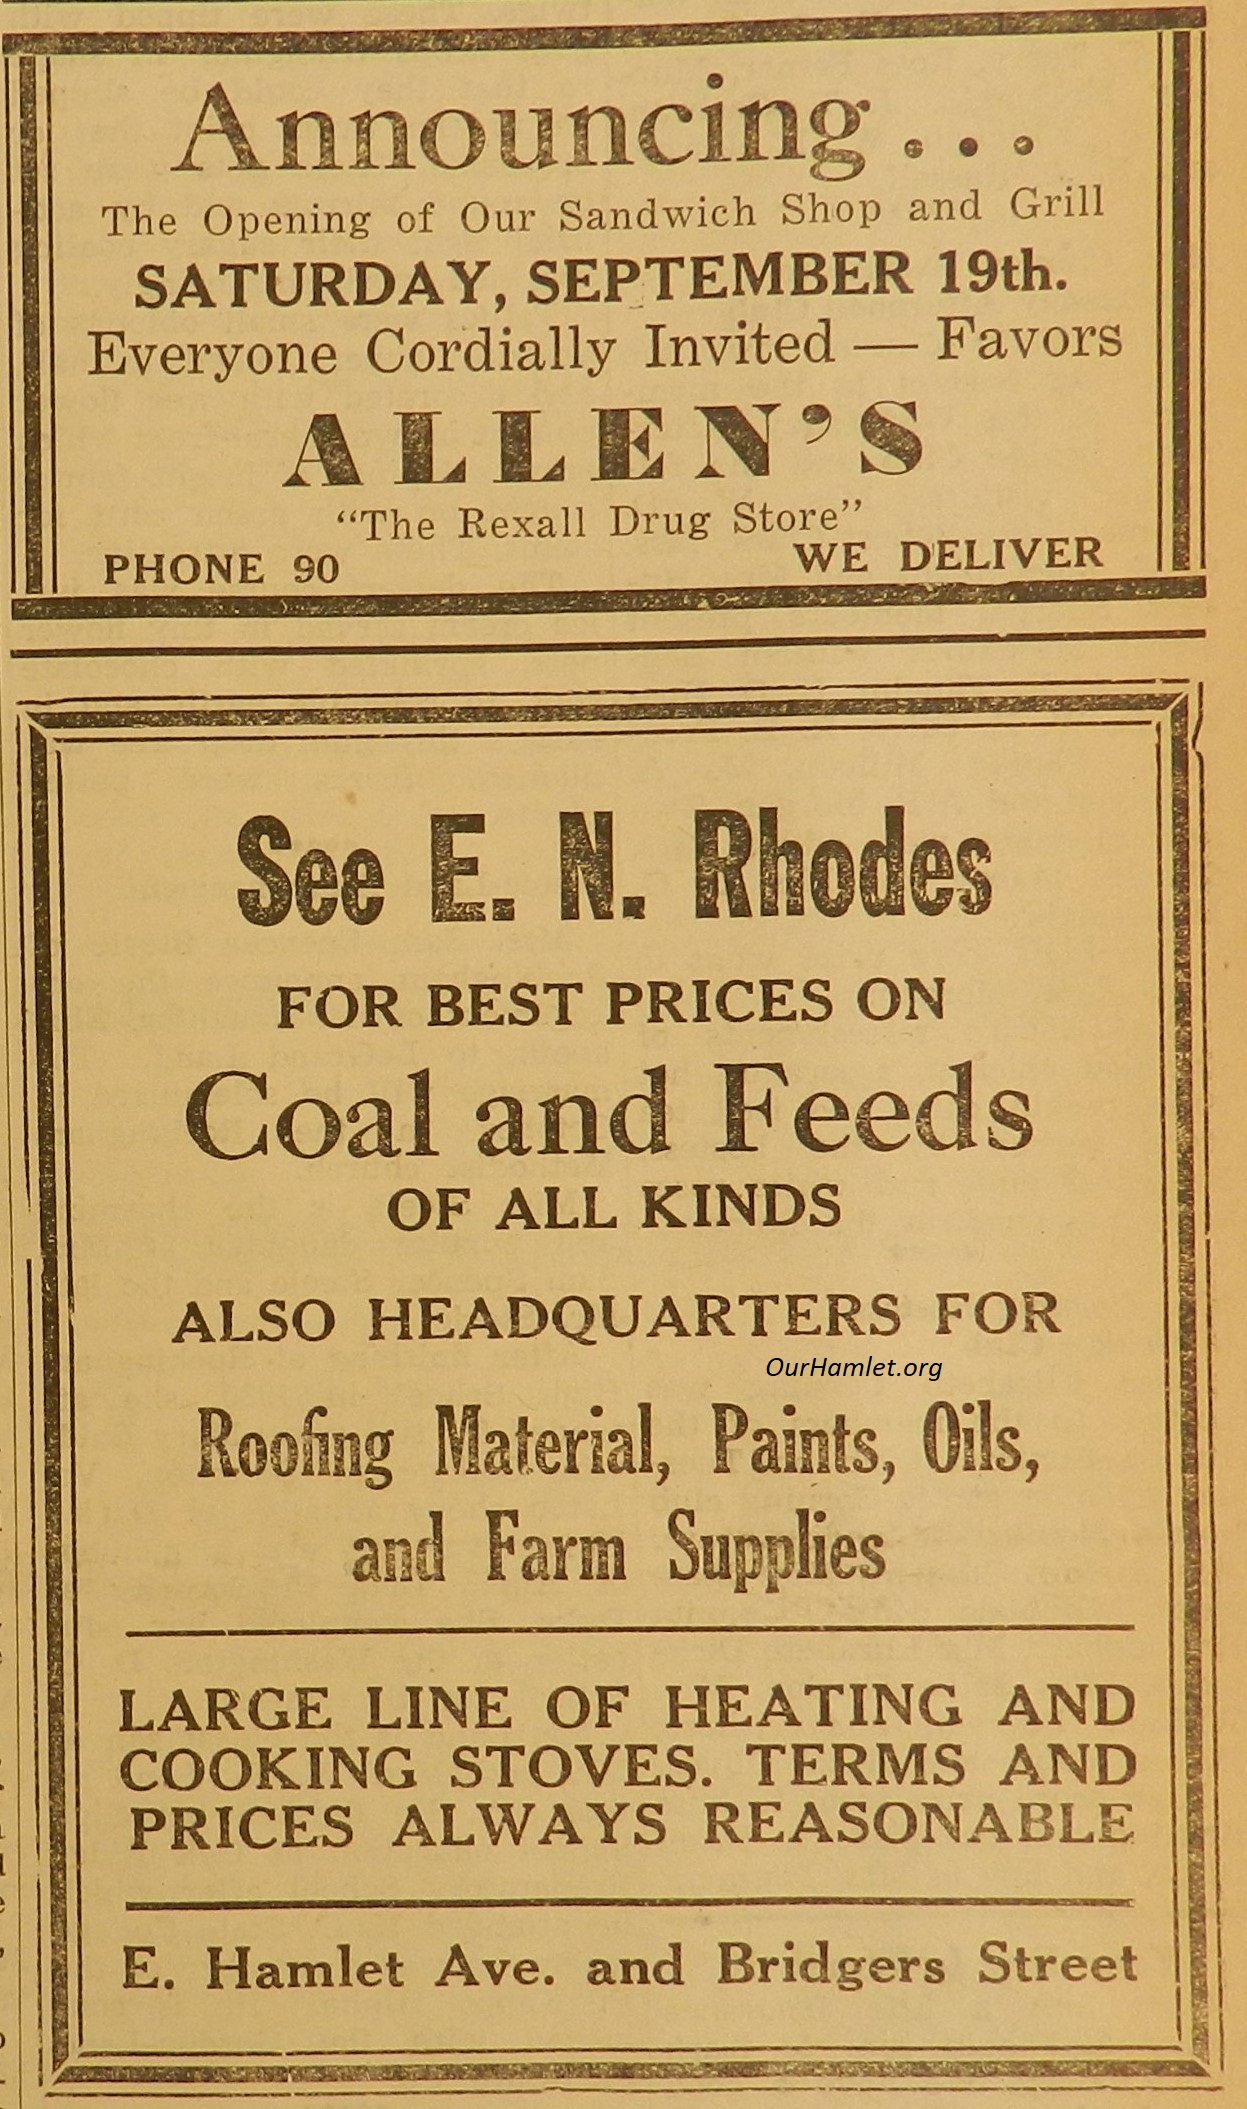 Announcing . . .
The Opening of Our Sandwich Shop and Grill
SATURDAY, SEPTEMBER 19th.
Everyone Cordially Invited — Favors
ALLEN'S
"The Rexall Drug Store"
PHONE 90 WE DELIVER
See E. N. Rhodes
FOR BEST PRICES ON
Coal and Feeds
OF ALL KINDS
ALSO HEADQUARTERS FOR
OurHamlet.org
Roofing Material, Paints, Oils,
and Farm Supplies
LARGE LINE OF HEATING AND
COOKING STOVES. TERMS AND
PRICES ALWAYS REASONABLE
E. Hamlet Ave. and Bridgers Street